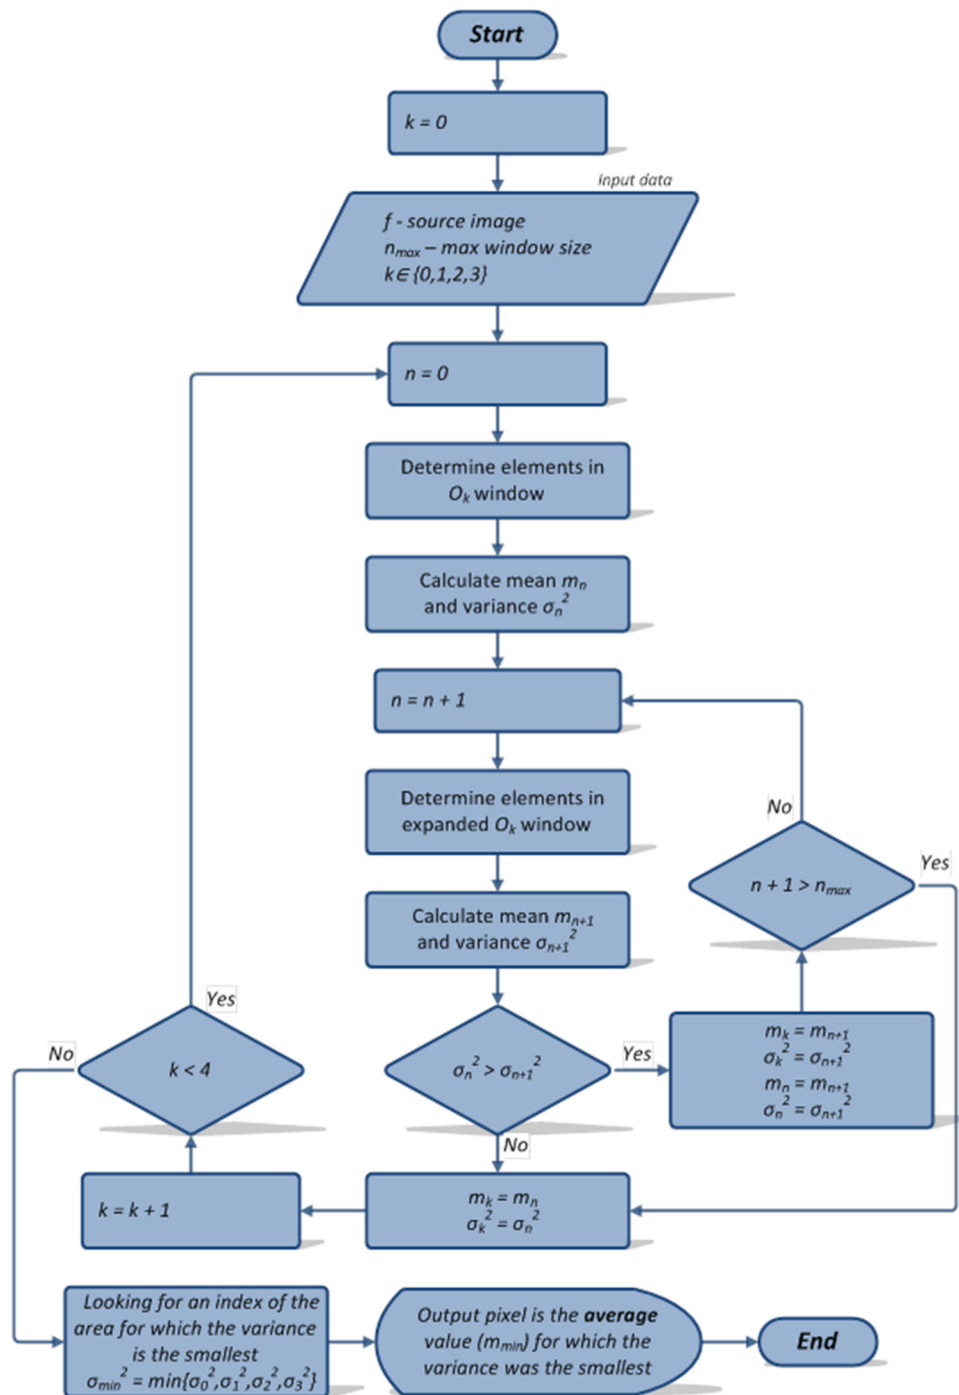 Start
k = 0
Input data
f - source image
nmax – max window size
k∈{0,1,2,3}
n = 0
Determine elements in
Ok window
Calculate mean mn
and variance σn²
n = n + 1
Determine elements in
expanded Ok window
No
n + 1 > nmax
Yes
Calculate mean mn+1
and variance σn+1²
Yes
No
k < 4
σn² > σn+1²
Yes
mk = mn+1
σk² = σn+1²
mn = mn+1
σn² = σn+1²
No
k = k + 1
mk = mn
σk² = σn²
Looking for an index of the
area for which the variance
is the smallest
σmin² = min{σ0²,σ1²,σ2²,σ3²}
Output pixel is the average
value (mmin) for which the
variance was the smallest
End